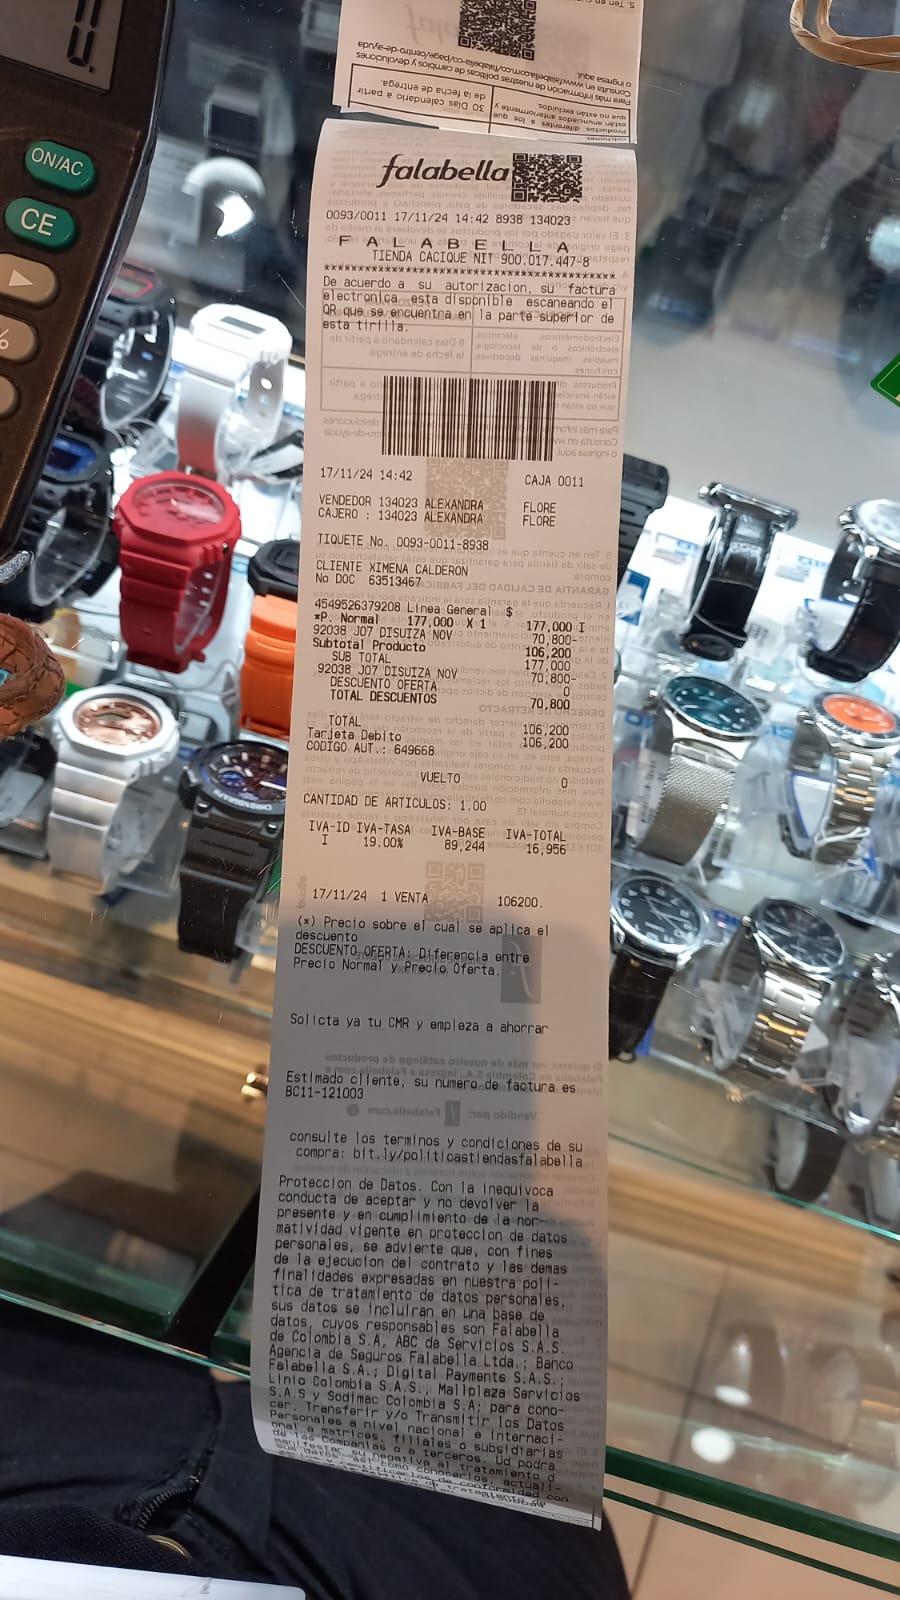 ON/AC
CE
%
falabella
0093/0011 17/11/24 14:42 8938 134023
F A L A B E L L A
TIENDA CACIQUE NIT 900.017.447-8
*******************************************
De acuerdo a su autorizacion, su factura
electronica esta disponible escaneando el
QR que se encuentra en la parte superior de
esta tirilla.
17/11/24 14:42 CAJA 0011
VENDEDOR 134023 ALEXANDRA FLORE
CAJERO : 134023 ALEXANDRA FLORE
TIQUETE No. 0093-0011-8938
CLIENTE XIMENA CALDERON
No DOC 63513467
4549526379208 Linea General $
*P. Normal 177,000 X 1 177,000 I
92038 JO7 DISUIZA NOV 70,800-
Subtotal Producto 106,200
SUB TOTAL 177,000
92038 JO7 DISUIZA NOV 70,800-
DESCUENTO OFERTA 0
TOTAL DESCUENTOS 70,800
TOTAL 106,200
Tarjeta Debito 106,200
CODIGO AUT.: 649668
VUELTO 0
CANTIDAD DE ARTICULOS: 1.00
IVA-ID IVA-TASA IVA-BASE IVA-TOTAL
I 19.00% 89,244 16,956
17/11/24 1 VENTA 106200.
(*) Precio sobre el cual se aplica el
descuento
DESCUENTO OFERTA: Diferencia entre
Precio Normal y Precio Oferta.
Solicta ya tu CMR y empieza a ahorrar
Estimado cliente, su numero de factura es
BC11-121003
consulte los terminos y condiciones de su
compra: bit.ly/politicastiendasfalabella
Proteccion de Datos. Con la inequivoca
conducta de aceptar y no devolver la
presente y en cumplimiento de la nor-
matividad vigente en proteccion de datos
personales, se advierte que, con fines
de la ejecucion del contrato y las demas
finalidades expresadas en nuestra poli-
tica de tratamiento de datos personales,
sus datos se incluiran en una base de
datos, cuyos responsables son Falabella
de Colombia S.A, ABC de Servicios S.A.S.
Agencia de Seguros Falabella Ltda.; Banco
Falabella S.A.; Digital Payments S.A.S.;
Linio Colombia S.A.S., Mallplaza Servicios
S.A.S y Sodimac Colombia S.A; para cono-
cer, Transferir y/o Transmitir los Datos
Personales a nivel nacional e internaci-
onal a matrices, filiales o subsidiarias
de las Companias o a terceros. Ud podra
manifestar su negativa al tratamiento d